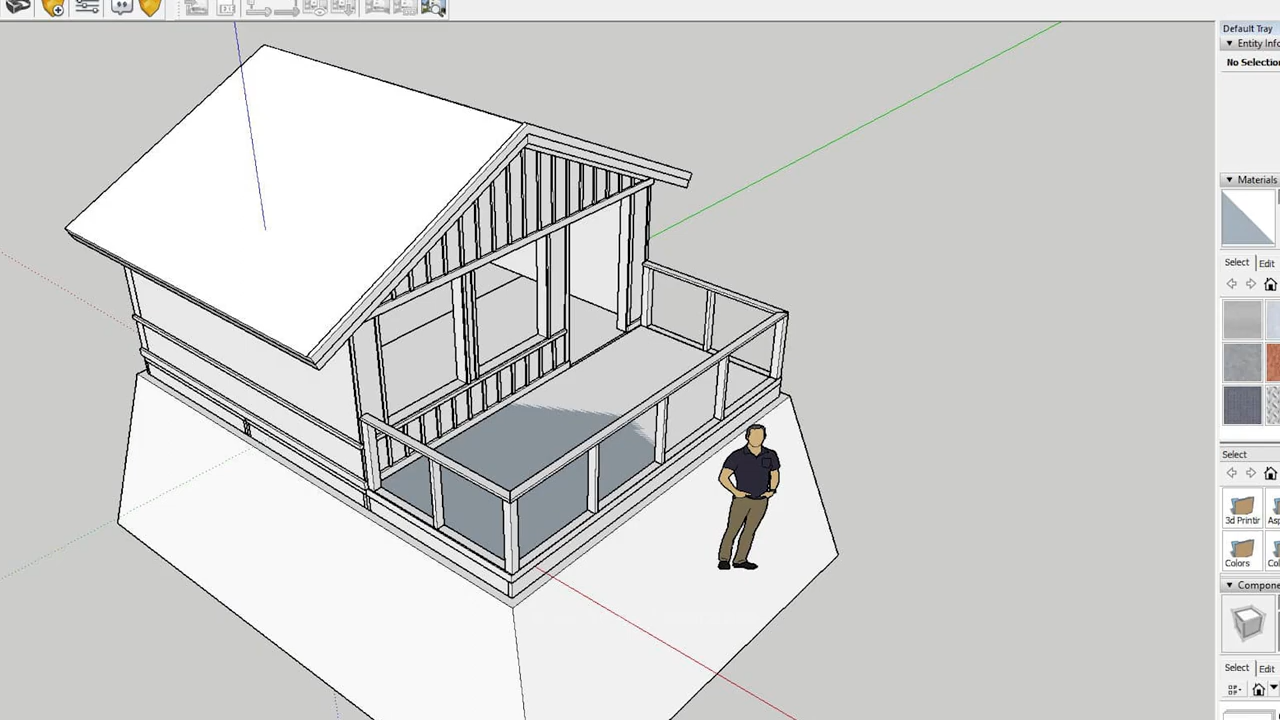 Default Tray
Entity Info
No Selection
Materials
Select
Edit
Select
3d Printin
Colors
Compone
Select
Edit